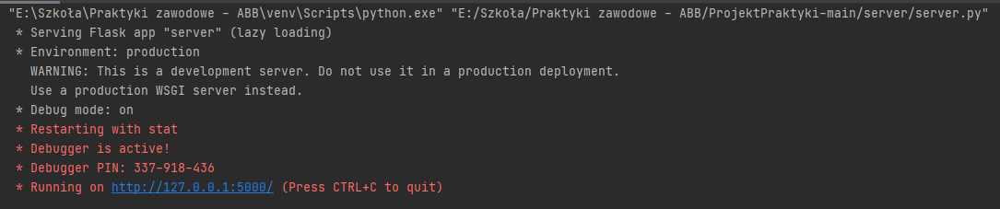 "E:\Szkoła\Praktyki zawodowe - ABB\venv\Scripts\python.exe" "E:/Szkoła/Praktyki zawodowe - ABB/ProjektPraktyki-main/server/server.py"
* Serving Flask app "server" (lazy loading)
* Environment: production
WARNING: This is a development server. Do not use it in a production deployment.
Use a production WSGI server instead.
* Debug mode: on
* Restarting with stat
* Debugger is active!
* Debugger PIN: 337-918-436
* Running on http://127.0.0.1:5000/ (Press CTRL+C to quit)